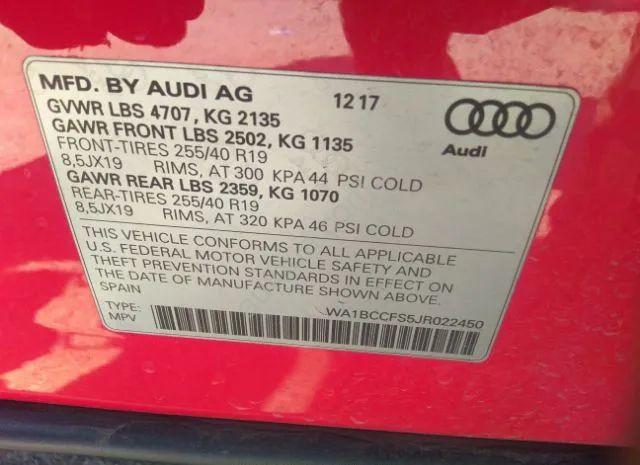 MFD. BY AUDI AG 12 17
GVWR LBS 4707, KG 2135
GAWR FRONT LBS 2502, KG 1135
FRONT-TIRES 255/40 R19
8,5JX19 RIMS, AT 300 KPA 44 PSI COLD
GAWR REAR LBS 2359, KG 1070
REAR-TIRES 255/40 R19
8,5JX19 RIMS, AT 320 KPA 46 PSI COLD
Audi
THIS VEHICLE CONFORMS TO ALL APPLICABLE
U.S. FEDERAL MOTOR VEHICLE SAFETY AND
THEFT PREVENTION STANDARDS IN EFFECT ON
THE DATE OF MANUFACTURE SHOWN ABOVE.
SPAIN
TYPE:
MPV
WA1BCCFS5JR022450